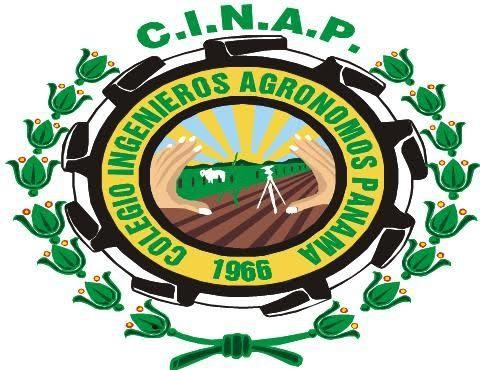 C.I.N.A.P.
COLEGIO INGENIEROS AGRONOMOS PANAMA
1966